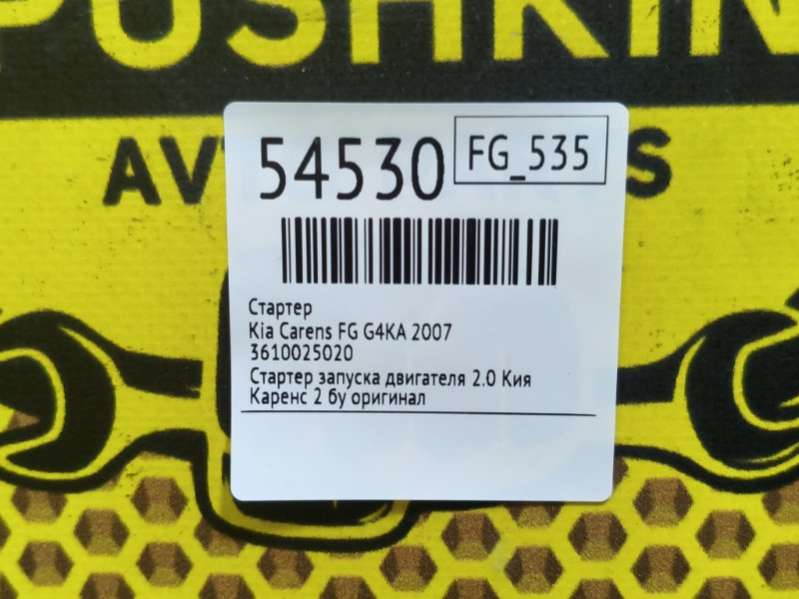 PUSHKIN
54530
FG_535
Стартер
Kia Carens FG G4KA 2007
3610025020
Стартер запуска двигателя 2.0 Кия
Каренс 2 бу оригинал